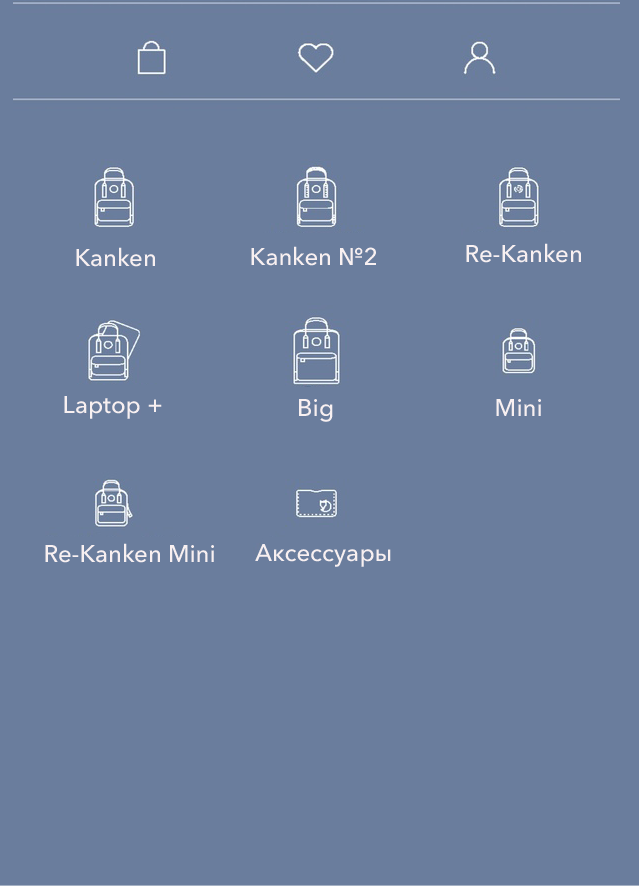 Kanken
Kanken №2
Re-Kanken
Laptop +
Big
Mini
Re-Kanken Mini
Аксессуары